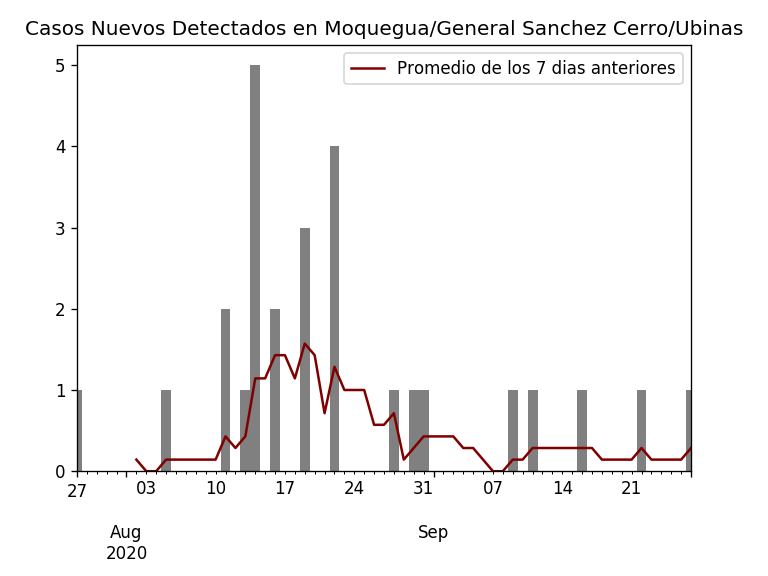 Casos Nuevos Detectados en Moquegua/General Sanchez Cerro/Ubinas
Promedio de los 7 dias anteriores
5
4
3
2
1
0
27 03 10 17 24 31 07 14 21
Aug Sep
2020